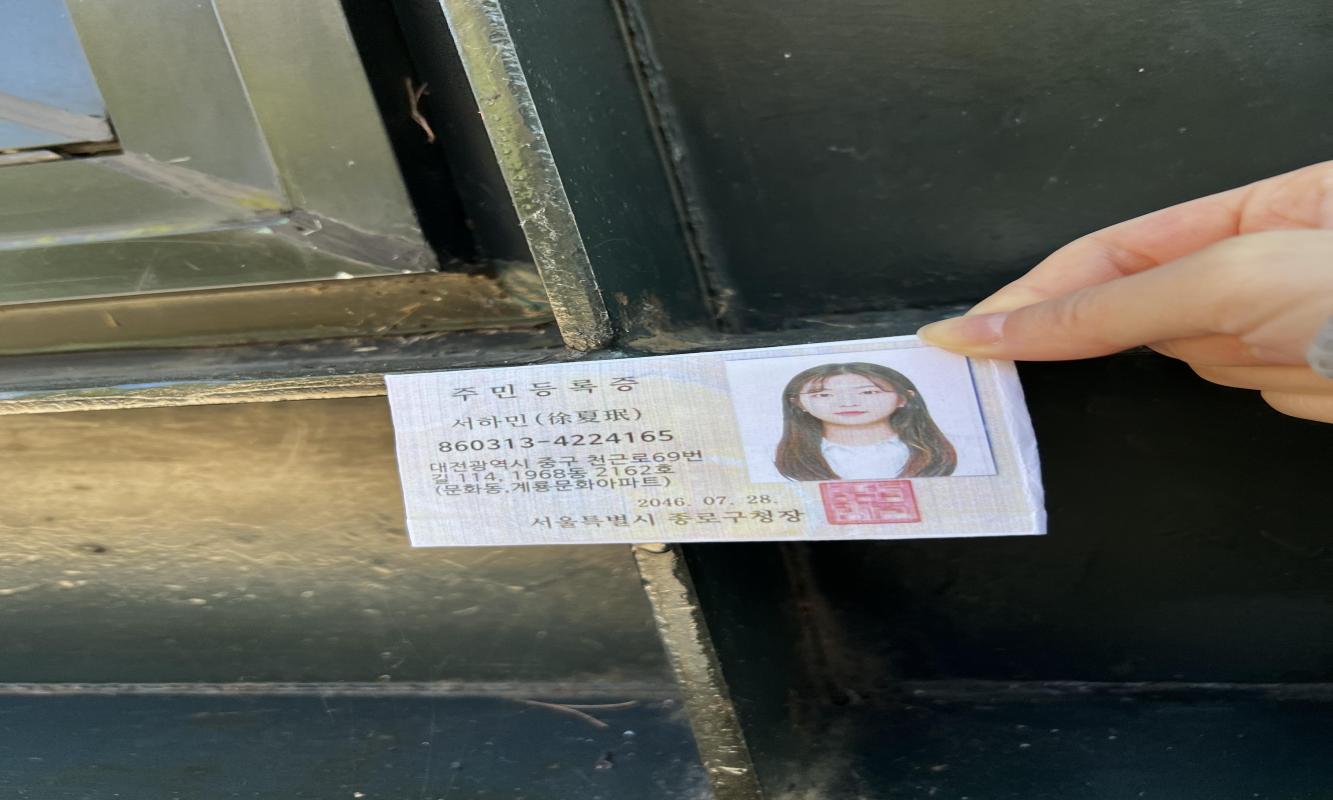 주민등록증
서하민(徐夏珉)
860313-4224165
대전광역시 중구 천근로69번
길 114, 1968동 2162호
(문화동,계룡문화아파트)
2046. 07. 28.
서울특별시 종로구청장